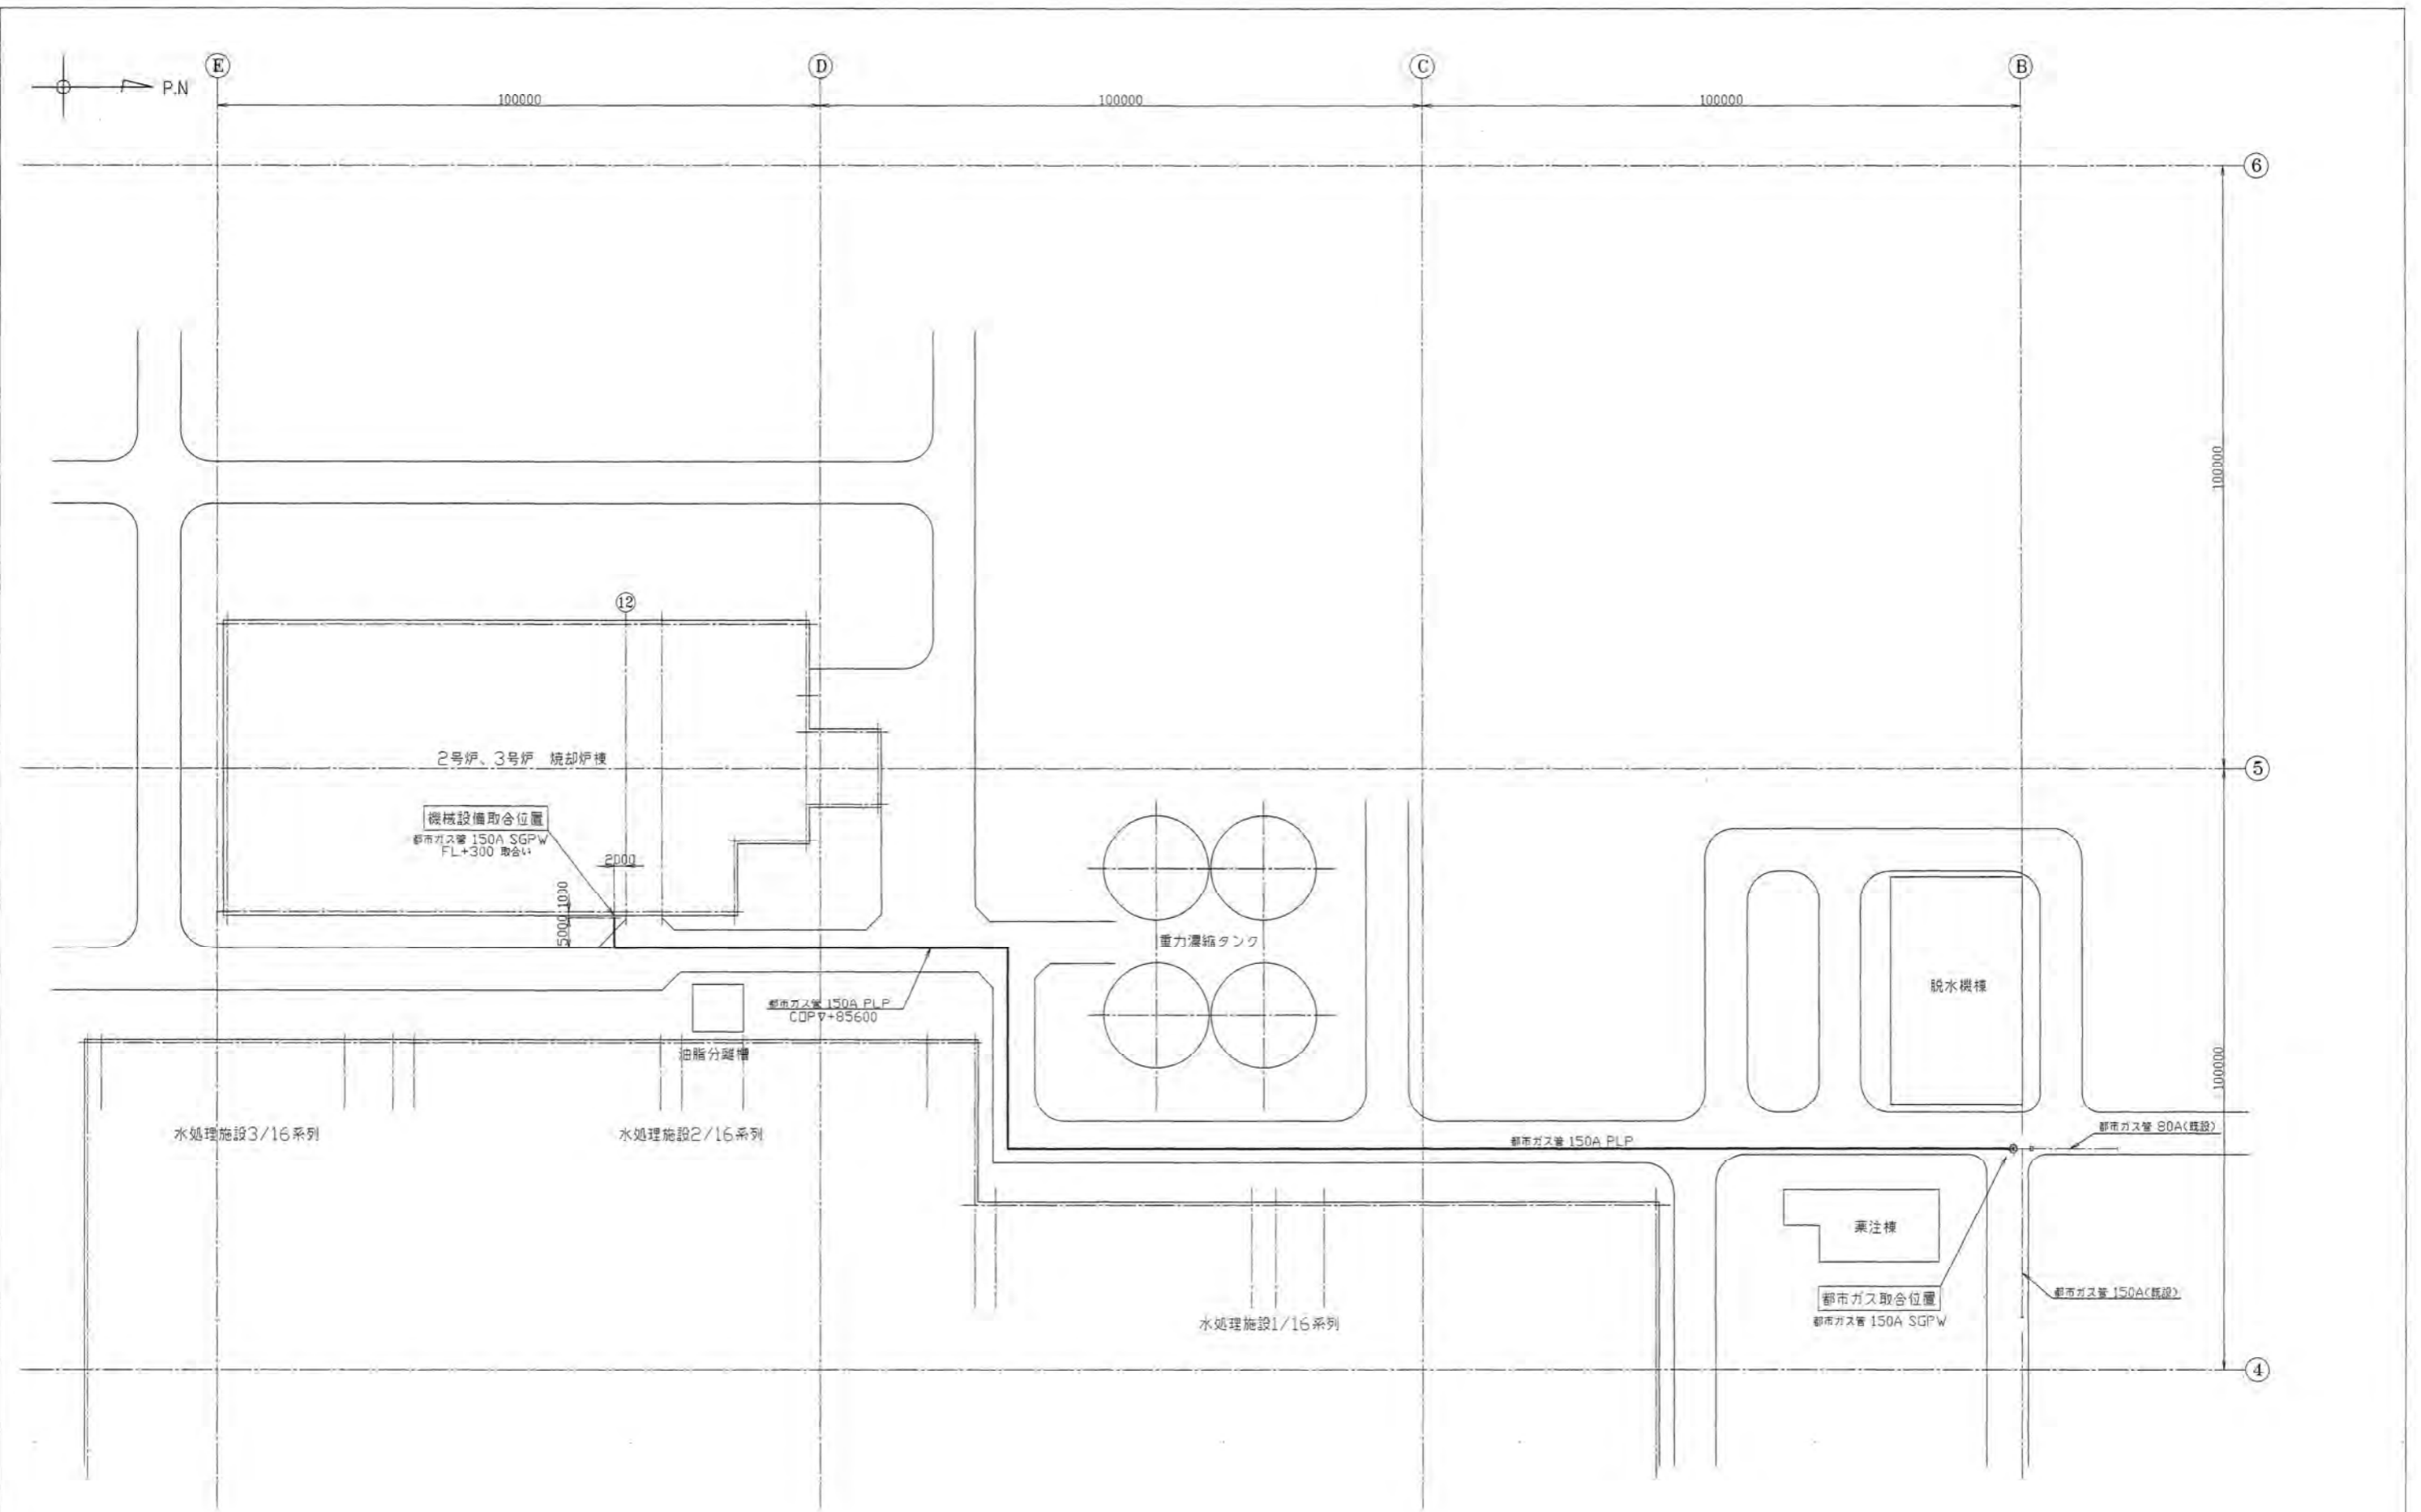 E
D
C
B
P.N
100000
100000
100000
6
100000
12
2号炉、3号炉 焼却炉棟
5
機械設備取合位置
都市ガス管 150A SGPW
FL+300 取合い
2000
1000
5000
重力濃縮タンク
脱水機棟
都市ガス管 150A PLP
COP▽+85600
油脂分離槽
100000
水処理施設3/16系列
水処理施設2/16系列
都市ガス管 150A PLP
都市ガス管 80A(既設)
薬注棟
都市ガス取合位置
都市ガス管 150A SGPW
都市ガス管 150A(既設)
水処理施設1/16系列
4